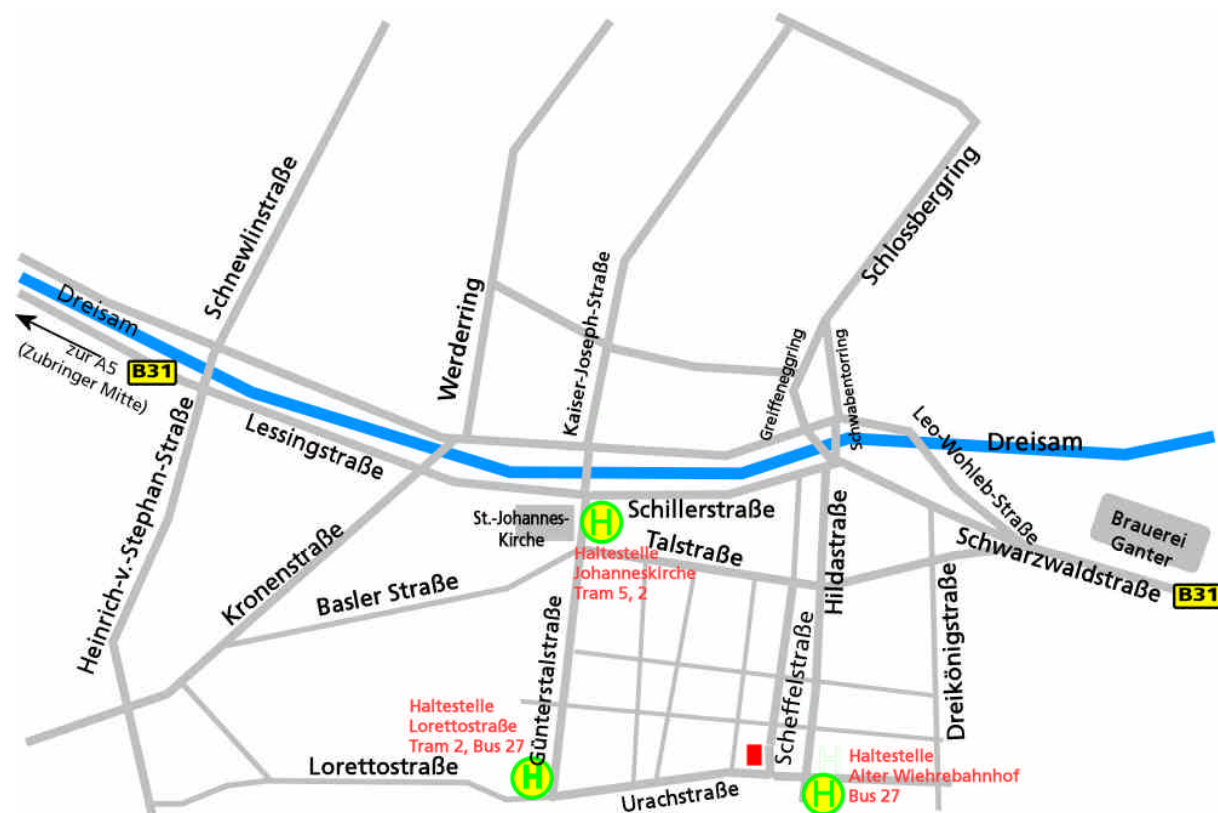 Schnewlinstraße
Schlossbergring
Werderring
Kaiser-Joseph-Straße
Dreisam
zur A5
(Zubringer Mitte)
B31
Greiffeneggring
Schwabentorring
Leo-Wohleb-Straße
Dreisam
Lessingstraße
Heinrich-v.-Stephan-Straße
Kronenstraße
St.-Johannes-
Kirche
H
Schillerstraße
Haltestelle
Johanneskirche
Tram 5, 2
Talstraße
Hildastraße
Schwarzwaldstraße
Brauerei
Ganter
B31
Basler Straße
Günterstalstraße
Scheffelstraße
Dreikönigstraße
Haltestelle
Lorettostraße
Tram 2, Bus 27
H
Lorettostraße
Urachstraße
H
Haltestelle
Alter Wiehrebahnhof
Bus 27
H